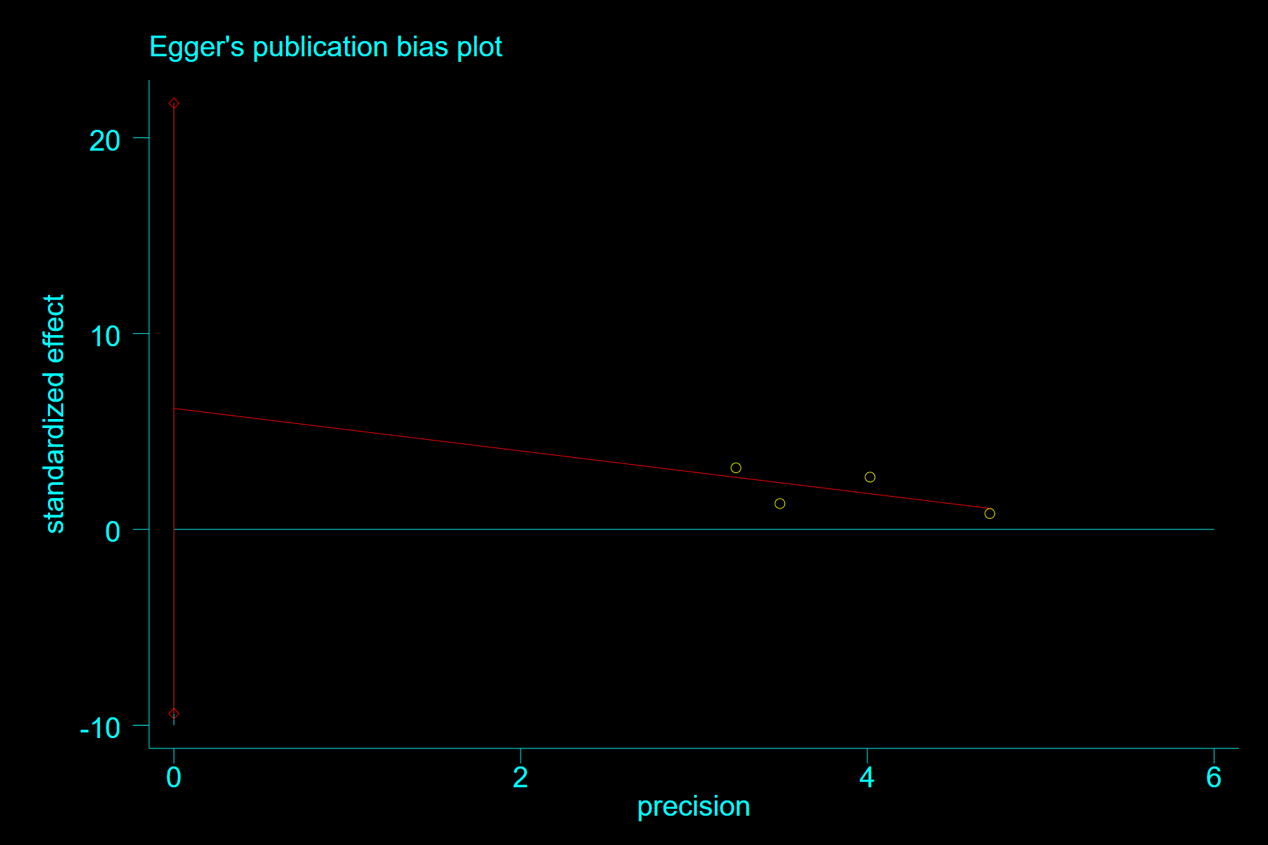 Egger's publication bias plot
20
10
0
-10
standardized effect
0 2 4 6
precision